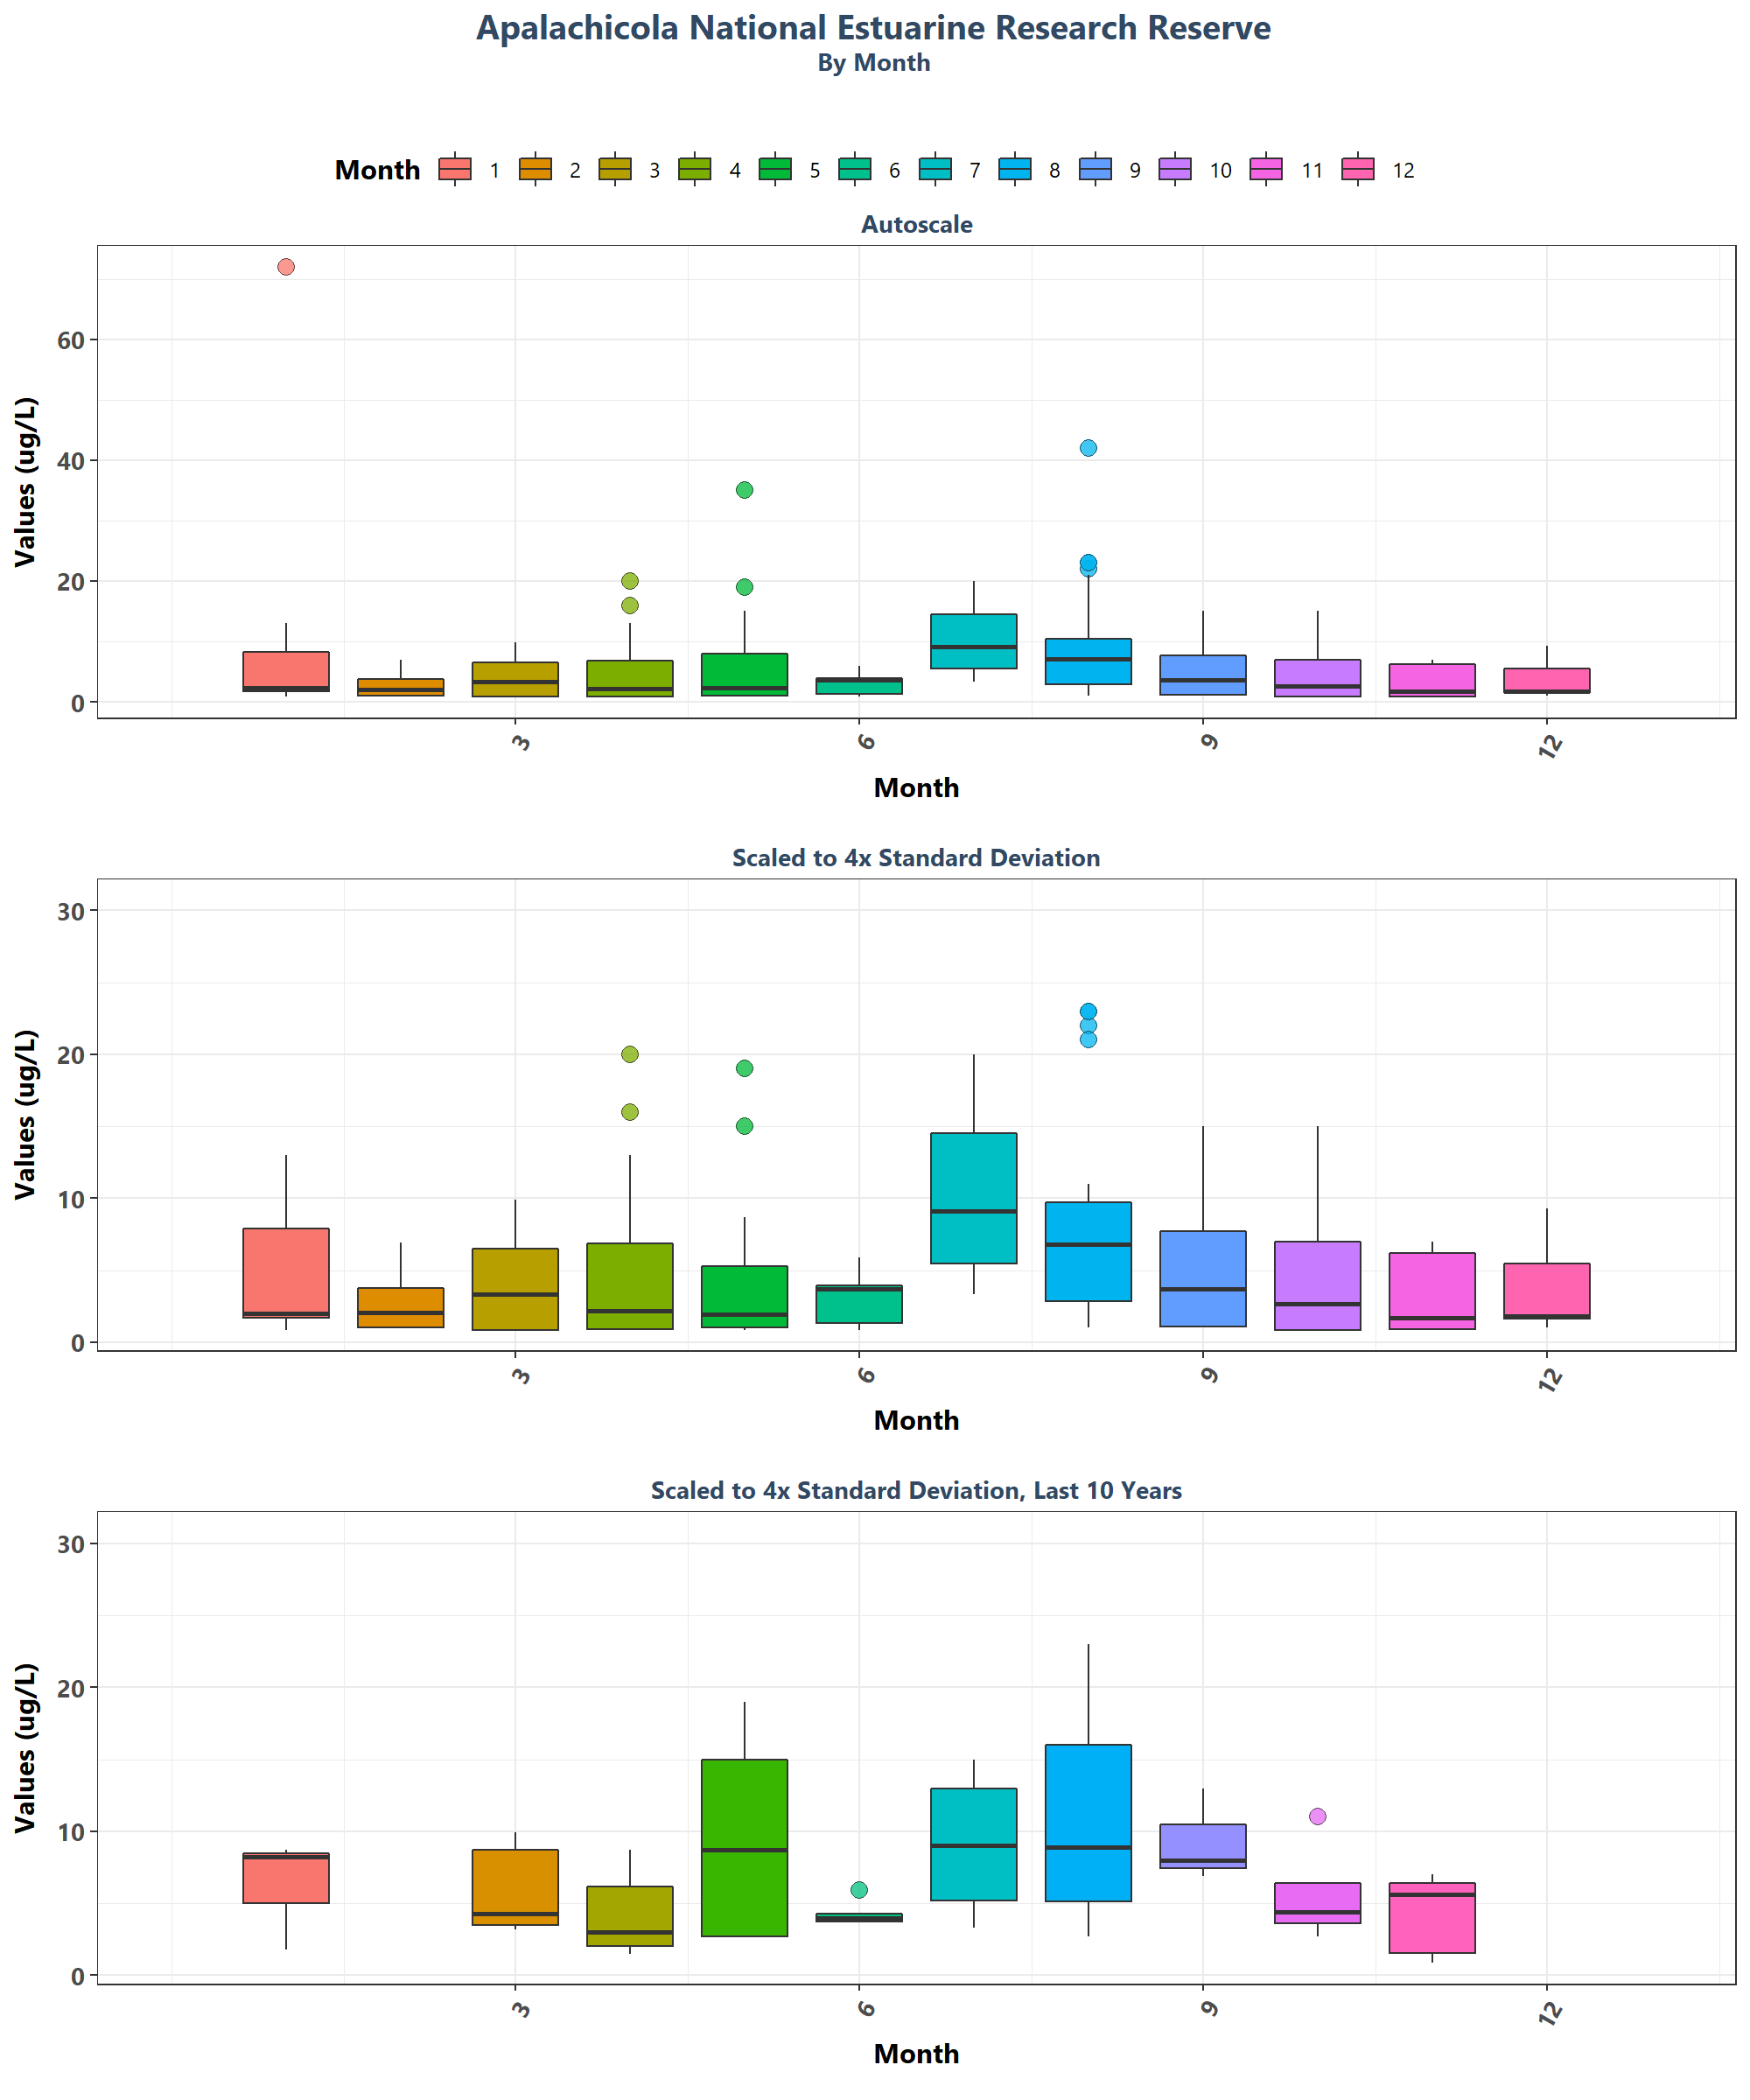 Apalachicola National Estuarine Research Reserve
By Month
Month 1 2 3 4 5 6 7 8 9 10 11 12
Autoscale
Values (ug/L)
60
40
20
0
3 6 9 12
Month
Scaled to 4x Standard Deviation
Values (ug/L)
30
20
10
0
3 6 9 12
Month
Scaled to 4x Standard Deviation, Last 10 Years
Values (ug/L)
30
20
10
0
3 6 9 12
Month